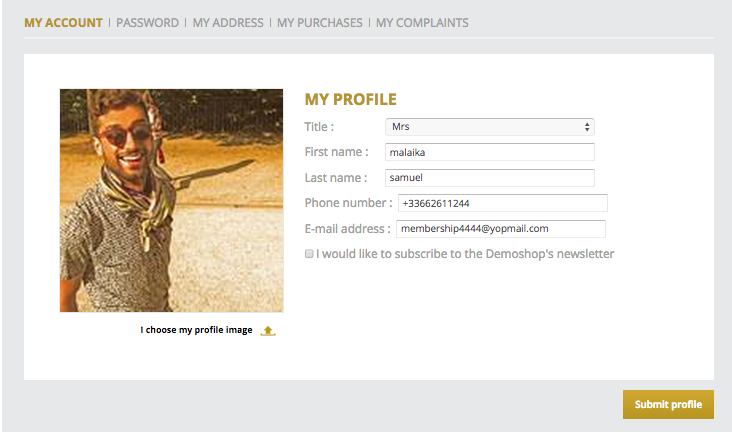 MY ACCOUNT | PASSWORD | MY ADDRESS | MY PURCHASES | MY COMPLAINTS
MY PROFILE
Title : Mrs
First name : malaika
Last name : samuel
Phone number : +33662611244
E-mail address : membership4444@yopmail.com
I would like to subscribe to the Demoshop's newsletter
I choose my profile image
Submit profile